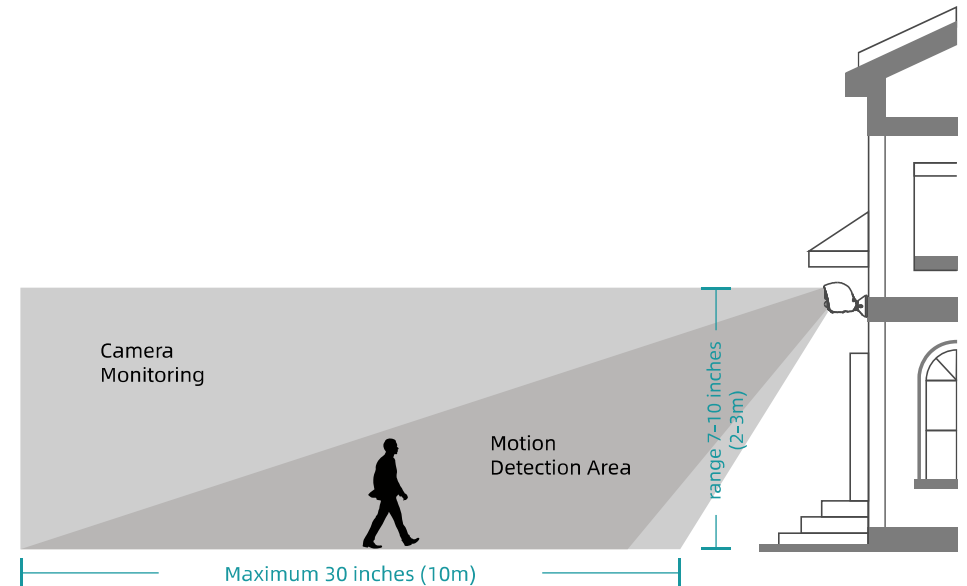 Camera
Monitoring
Motion
Detection Area
range 7-10 inches
(2-3m)
Maximum 30 inches (10m)